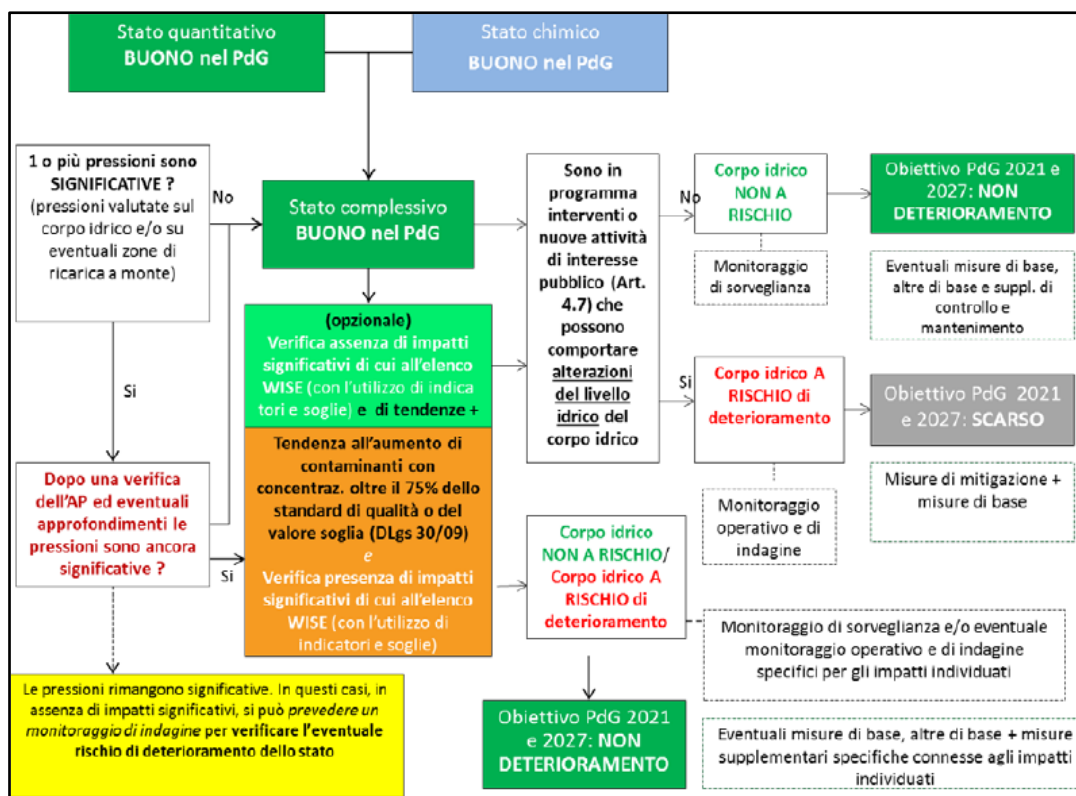 Stato quantitativo
BUONO nel PdG
Stato chimico
BUONO nel PdG
1 o più pressioni sono
SIGNIFICATIVE ?
(pressioni valutate sul
corpo idrico e/o su
eventuali zone di
ricarica a monte)
No
Stato complessivo
BUONO nel PdG
Sono in
programma
interventi o
nuove attività
di interesse
pubblico (Art.
4.7) che
possono
comportare
alterazioni
del livello
idrico del
corpo idrico
No
Corpo idrico
NON A
RISCHIO
Obiettivo PdG 2021 e
2027: NON
DETERIORAMENTO
Monitoraggio
di sorveglianza
Eventuali misure di base,
altre di base e suppl. di
controllo e
mantenimento
(opzionale)
Verifica assenza di impatti
significativi di cui all'elenco
WISE (con l'utilizzo di indica
tori e soglie) e di tendenze +
Si
Si
Corpo idrico A
RISCHIO di
deterioramento
Obiettivo PdG 2021
e 2027: SCARSO
Monitoraggio
operativo e di
indagine
Misure di mitigazione +
misure di base
Dopo una verifica
dell'AP ed eventuali
approfondimenti le
pressioni sono ancora
significative ?
Si
Tendenza all'aumento di
contaminanti con
concentraz. oltre il 75% dello
standard di qualità o del
valore soglia (DLgs 30/09)
e
Verifica presenza di impatti
significativi di cui all'elenco
WISE (con l'utilizzo di
indicatori e soglie)
Corpo idrico
NON A RISCHIO/
Corpo idrico A
RISCHIO di
deterioramento
Monitoraggio di sorveglianza e/o eventuale
monitoraggio operativo e di indagine
specifici per gli impatti individuati
Le pressioni rimangono significative. In questi casi, in
assenza di impatti significativi, si può prevedere un
monitoraggio di indagine per verificare l'eventuale
rischio di deterioramento dello stato
Obiettivo PdG 2021
e 2027: NON
DETERIORAMENTO
Eventuali misure di base, altre di base + misure
supplementari specifiche connesse agli impatti
individuati